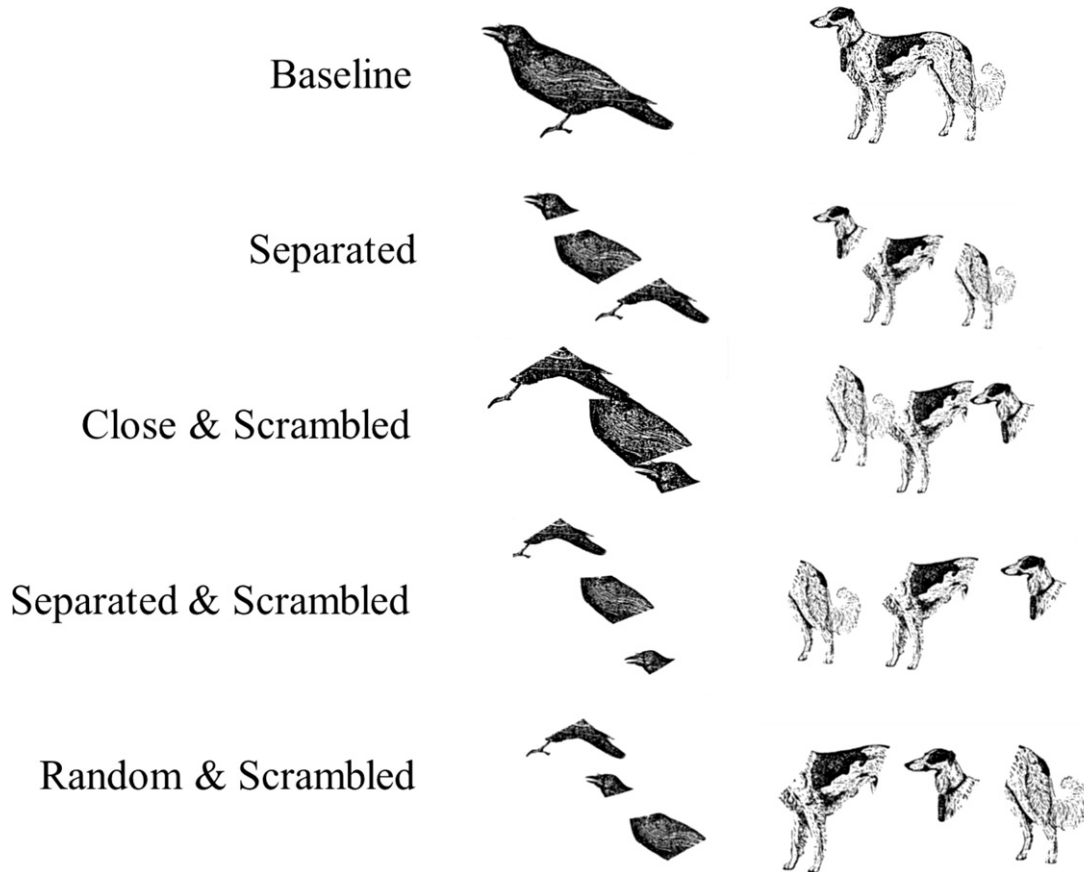 Baseline
Separated
Close & Scrambled
Separated & Scrambled
Random & Scrambled